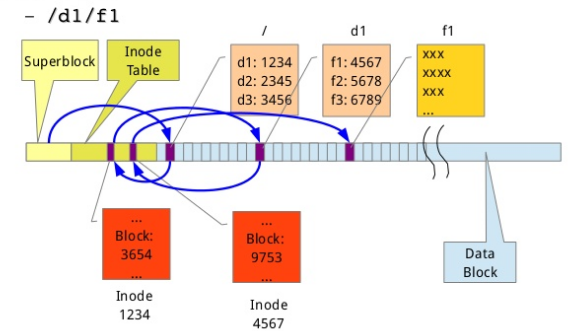 – /d1/f1
/
d1
f1
Superblock
Inode
Table
d1: 1234
d2: 2345
d3: 3456
f1: 4567
f2: 5678
f3: 6789
xxx
xxxx
xxx
...
...
Block:
3654
...
Inode
1234
...
Block:
9753
...
Inode
4567
Data
Block